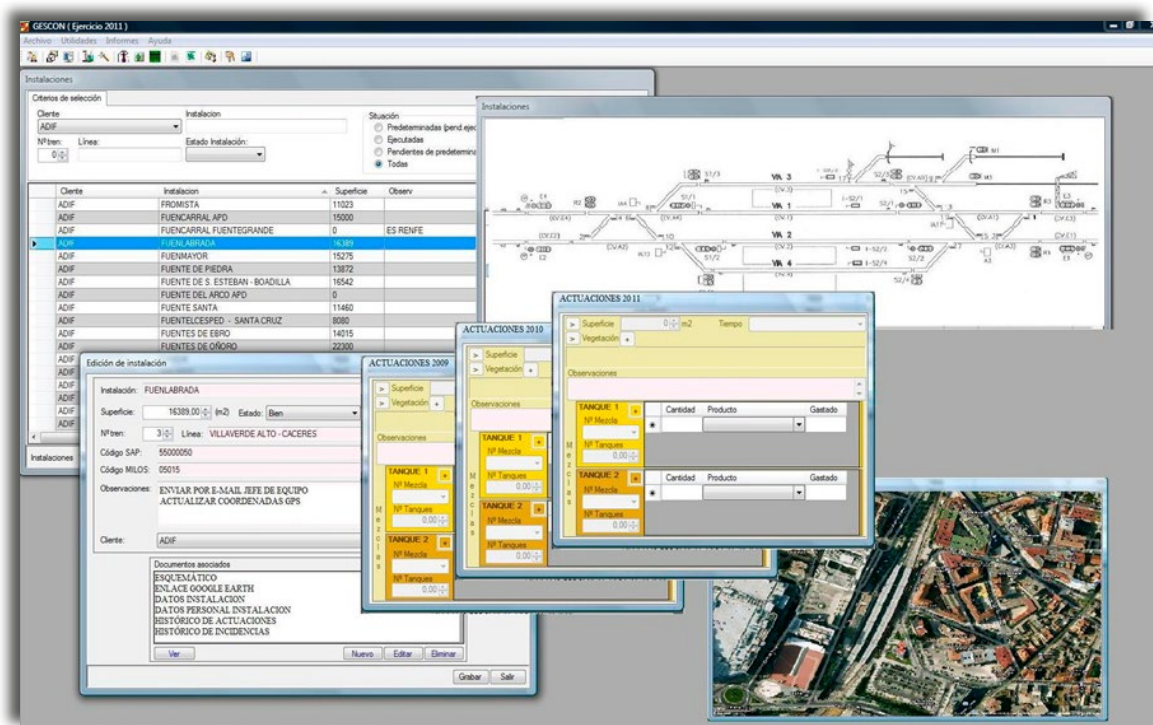 GESCON ( Ejercicio 2011 )
Archivo Utilidades Informes Ayuda
Instalaciones
Criterios de selección
Cliente Instalacion Situación
ADIF Predeterminadas (pend.ejec
Ejecutadas
Nº tren: Línea: Estado Instalación: Pendientes de predetermina
0 Todas
Cliente Instalacion Superficie Observ
ADIF FROMISTA 11023
ADIF FUENCARRAL APD 15000
ADIF FUENCARRAL FUENTEGRANDE 0 ES RENFE
ADIF FUENLABRADA 16389
ADIF FUENMAYOR 15275
ADIF FUENTE DE PIEDRA 13872
ADIF FUENTE DE S. ESTEBAN - BOADILLA 16542
ADIF FUENTE DEL ARCO APD 0
ADIF FUENTE SANTA 11460
ADIF FUENTELCESPED - SANTA CRUZ 8080
ADIF FUENTES DE EBRO 14015
ADIF FUENTES DE OÑORO 22300
ADIF
ADIF
ADIF
ADIF
ADIF
Instalaciones
Instalaciones
VIA 3
VIA 1
VIA 2
VIA 4
Edición de instalación
Instalación: FUENLABRADA
Superficie: 16389,00 (m2) Estado: Bien
Nº tren: 3 Línea: VILLAVERDE ALTO - CACERES
Código SAP: 55000050
Código MILOS: 05015
Observaciones: ENVIAR POR E-MAIL JEFE DE EQUIPO
ACTUALIZAR COORDENADAS GPS
Cliente: ADIF
Documentos asociados
ESQUEMÁTICO
ENLACE GOOGLE EARTH
DATOS INSTALACION
DATOS PERSONAL INSTALACION
HISTÓRICO DE ACTUACIONES
HISTÓRICO DE INCIDENCIAS
Ver Nuevo Editar Eliminar
Grabar Salir
ACTUACIONES 2009
> Superficie
> Vegetación +
Observaciones
Mezclas
TANQUE 1 +
Nº Mezcla
Nº Tanques
0,00
TANQUE 2 +
Nº Mezcla
Nº Tanques
0,00
ACTUACIONES 2010
> Superficie
> Vegetación +
Observaciones
Mezclas
TANQUE 1 +
Nº Mezcla
Nº Tanques
0,00
TANQUE 2 +
Nº Mezcla
Nº Tanques
0,00
ACTUACIONES 2011
> Superficie 0 m2 Tiempo
> Vegetación +
Observaciones
Mezclas
TANQUE 1 + Cantidad Producto Gastado
Nº Mezcla
Nº Tanques
0,00
TANQUE 2 + Cantidad Producto Gastado
Nº Mezcla
Nº Tanques
0,00